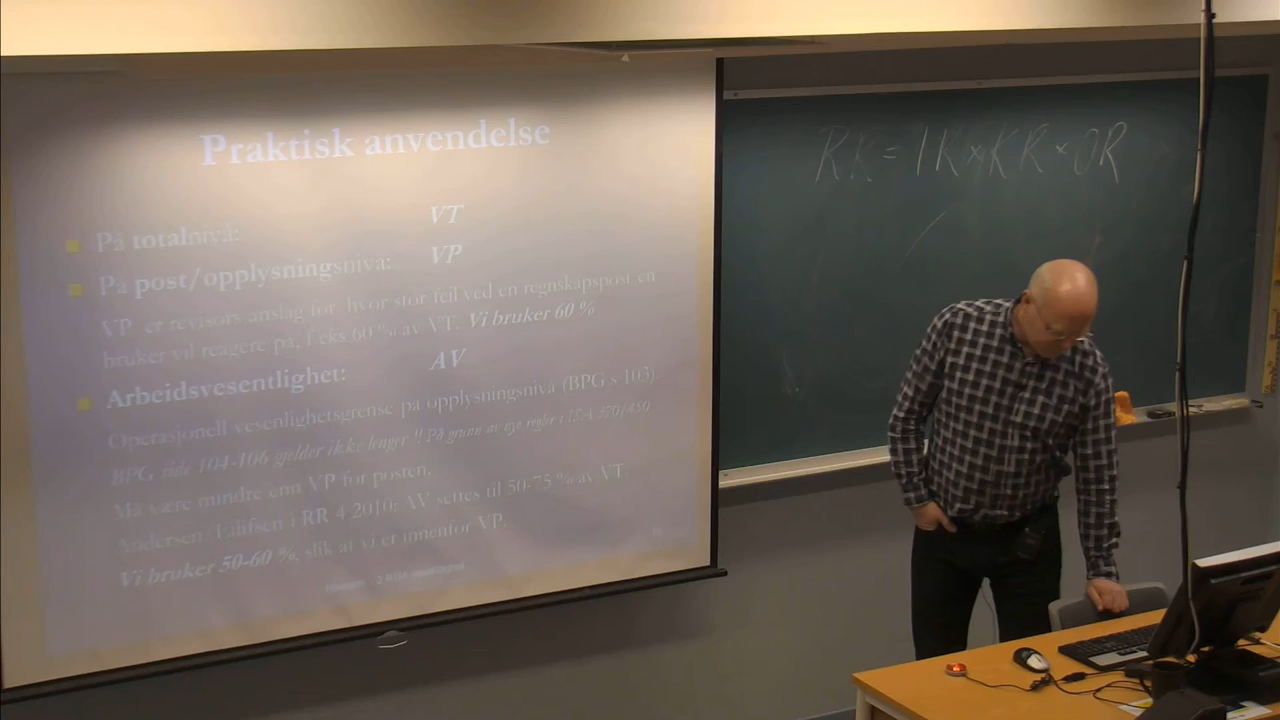 Praktisk anvendelse
På totalnivå: VT
På post/opplysningsnivå: VP
VP er revisors anslag for hvor stor feil ved en regnskapspost en
bruker vil reagere på, f eks 60 % av VT. Vi bruker 60 %
Arbeidsvesentlighet: AV
Operasjonell vesenlighetsgrense på opplysningsnivå (BPG s 103).
BPG side 104-106 gjelder ikke lenger !! På grunn av nye regler i ISA 320/450
Må være mindre enn VP for posten.
Andersen i RR 4 2010: AV settes til 50-75 % av VT.
Vi bruker 50-60 %, slik at vi er innenfor VP.
RR = IR × KR × OR